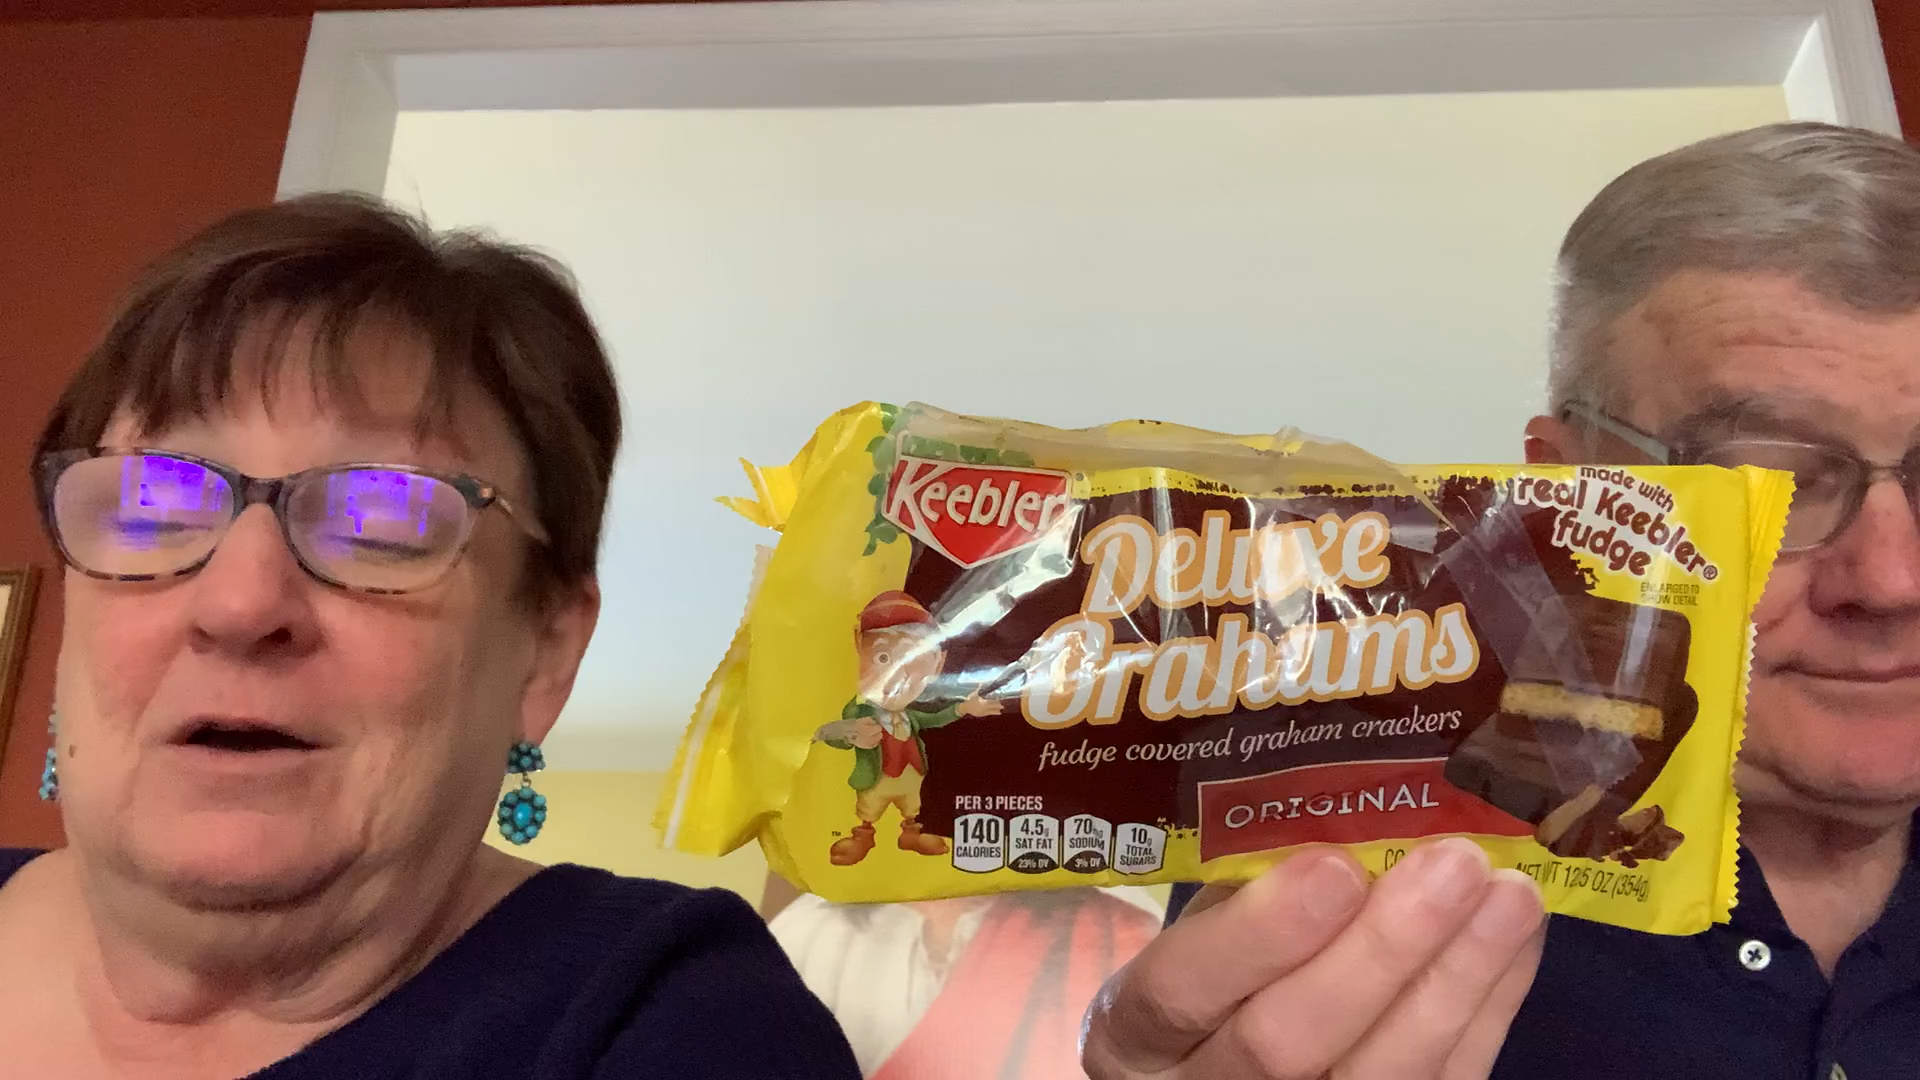 Keebler
Deluxe
Grahams
fudge covered graham crackers
ORIGINAL
made with
real Keebler®
fudge
ENLARGED TO
SHOW DETAIL
PER 3 PIECES
140
CALORIES
4.5g
SAT FAT
23% DV
70mg
SODIUM
3% DV
10g
TOTAL
SUGARS
NET WT 12.5 OZ (354g)
™